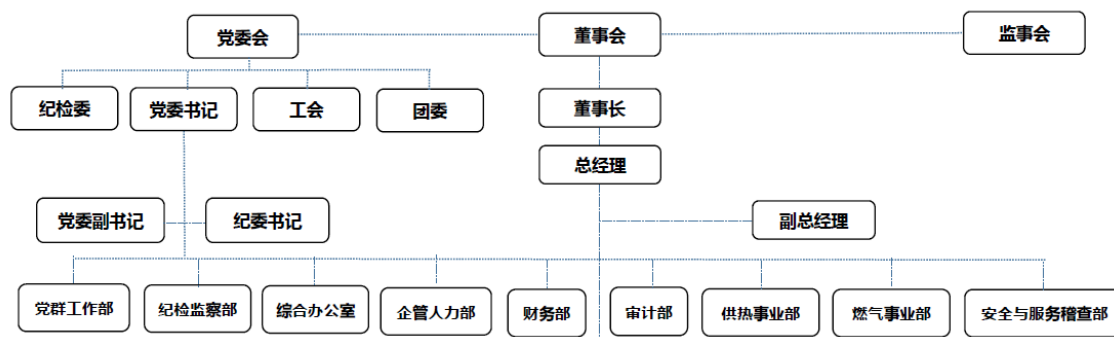 党委会
董事会
监事会
纪检委
党委书记
工会
团委
董事长
总经理
党委副书记
纪委书记
副总经理
党群工作部
纪检监察部
综合办公室
企管人力部
财务部
审计部
供热事业部
燃气事业部
安全与服务稽查部